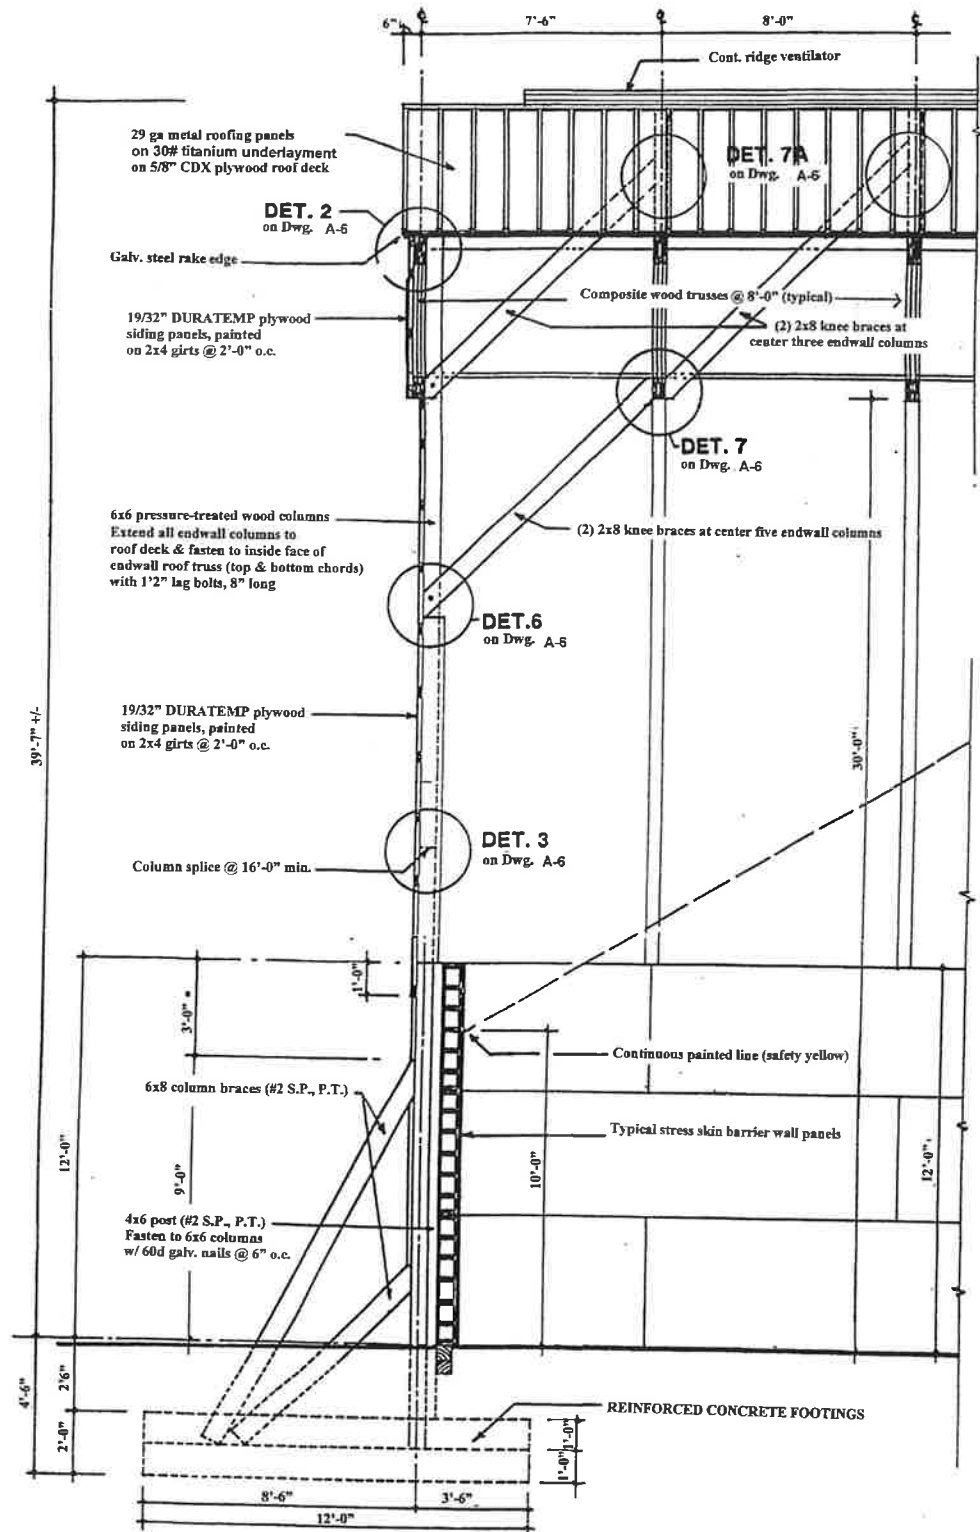 6"
7'-6"
8'-0"
Cont. ridge ventilator
29 ga metal roofing panels
on 30# titanium underlayment
on 5/8" CDX plywood roof deck
DET. 7A
on Dwg. A-6
DET. 2
on Dwg. A-6
Galv. steel rake edge
Composite wood trusses @ 8'-0" (typical)
19/32" DURATEMP plywood
siding panels, painted
on 2x4 girts @ 2'-0" o.c.
(2) 2x8 knee braces at
center three endwall columns
DET. 7
on Dwg. A-6
6x6 pressure-treated wood columns
Extend all endwall columns to
roof deck & fasten to inside face of
endwall roof truss (top & bottom chords)
with 1'2" lag bolts, 8" long
(2) 2x8 knee braces at center five endwall columns
DET.6
on Dwg. A-6
19/32" DURATEMP plywood
siding panels, painted
on 2x4 girts @ 2'-0" o.c.
39'-7" +/-
30'-0"
DET. 3
on Dwg. A-6
Column splice @ 16'-0" min.
1'-0"
3'-0"
Continuous painted line (safety yellow)
6x8 column braces (#2 S.P., P.T.)
Typical stress skin barrier wall panels
12'-0"
9'-0"
10'-0"
12'-0"
4x6 post (#2 S.P., P.T.)
Fasten to 6x6 columns
w/ 60d galv. nails @ 6" o.c.
4'-6"
2'6"
2'-0"
REINFORCED CONCRETE FOOTINGS
1'-0"
1'-0"
8'-6"
3'-6"
12'-0"